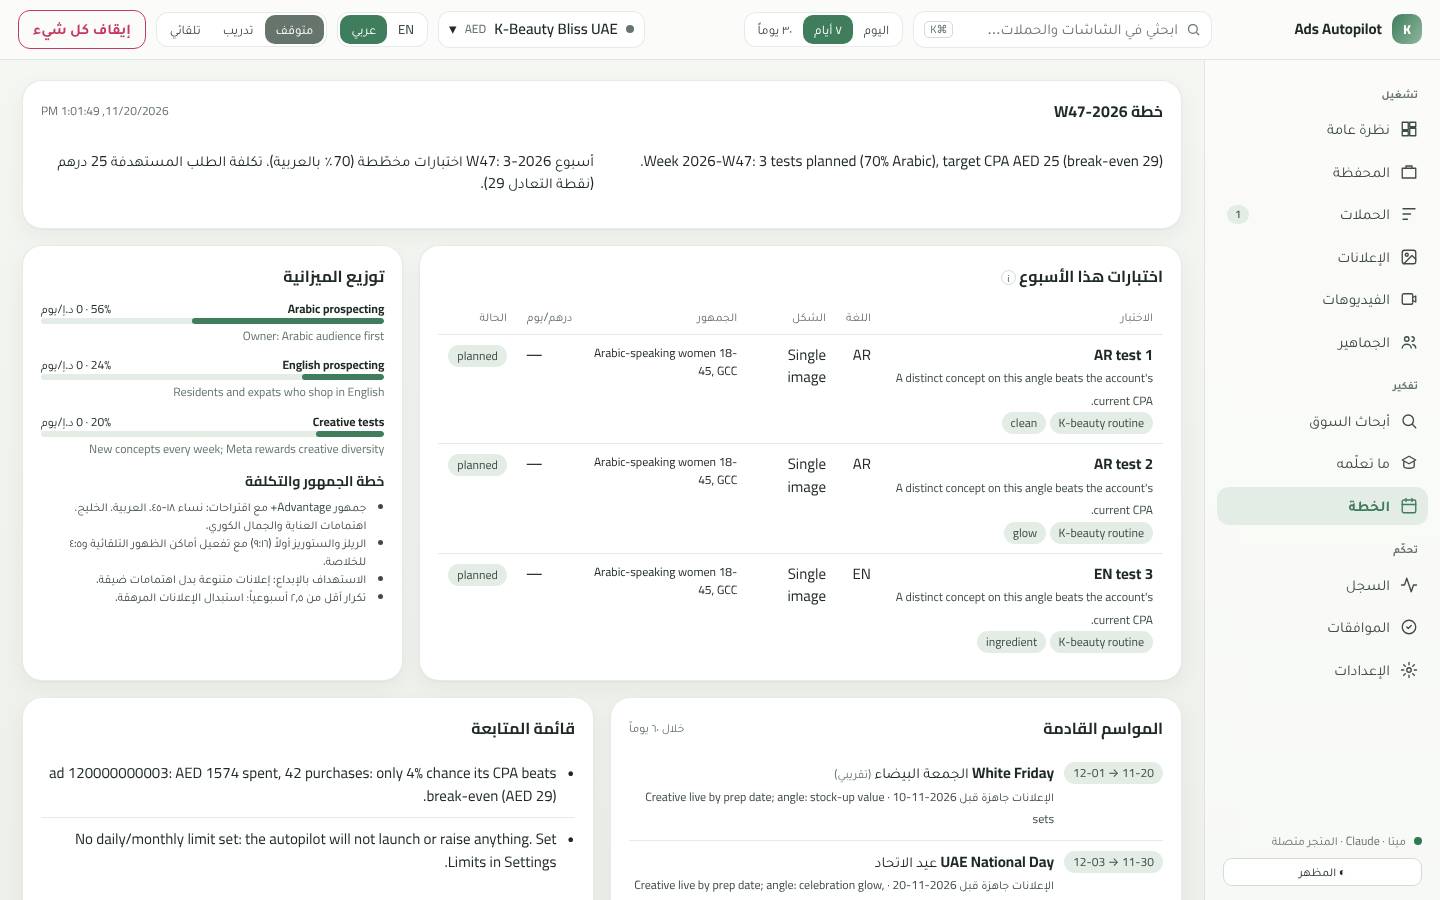 K
Ads Autopilot
ابحثي في الشاشات والحملات...
⌘K
اليوم
٧ أيام
٣٠ يوماً
K-Beauty Bliss UAE
AED
▼
EN
عربي
متوقف
تدريب
تلقائي
إيقاف كل شيء
تشغيل
نظرة عامة
المحفظة
الحملات
1
الإعلانات
الفيديوهات
الجماهير
تفكير
أبحاث السوق
ما تعلّمه
الخطة
تحكّم
السجل
الموافقات
الإعدادات
ميتا · Claude · المتجر متصلة
المظهر
خطة 2026-W47
11/20/2026, 1:01:49 PM
Week 2026-W47: 3 tests planned (70% Arabic), target CPA AED 25 (break-even 29).
أسبوع 2026-W47: 3 اختبارات مخطّطة (70٪ بالعربية). تكلفة الطلب المستهدفة 25 درهم
(نقطة التعادل 29).
اختبارات هذا الأسبوع
i
الاختبار
اللغة
الشكل
الجمهور
درهم/يوم
الحالة
AR test 1
A distinct concept on this angle beats the account's
current CPA.
K-beauty routine
clean
AR
Single
image
Arabic-speaking women 18-
45, GCC
—
planned
AR test 2
A distinct concept on this angle beats the account's
current CPA.
K-beauty routine
glow
AR
Single
image
Arabic-speaking women 18-
45, GCC
—
planned
EN test 3
A distinct concept on this angle beats the account's
current CPA.
K-beauty routine
ingredient
EN
Single
image
Arabic-speaking women 18-
45, GCC
—
planned
توزيع الميزانية
Arabic prospecting
56% · 0 د.إ/يوم
Owner: Arabic audience first
English prospecting
24% · 0 د.إ/يوم
Residents and expats who shop in English
Creative tests
20% · 0 د.إ/يوم
New concepts every week; Meta rewards creative diversity
خطة الجمهور والتكلفة
جمهور Advantage+ مع اقتراحات: نساء ١٨-٤٥، العربية، الخليج،
اهتمامات العناية والجمال الكوري.
الريلز والستوريز أولاً (٩:١٦) مع تفعيل أماكن الظهور التلقائية و٤:٥
للخلاصة.
الاستهداف بالإبداع: إعلانات متنوعة بدل اهتمامات ضيقة.
تكرار أقل من ٢,٥ أسبوعياً: استبدال الإعلانات المرهقة.
المواسم القادمة
خلال ٦٠ يوماً
11-20 → 12-01
White Friday الجمعة البيضاء (تقريبي)
الإعلانات جاهزة قبل 2026-11-10 · Creative live by prep date; angle: stock-up value
sets
11-30 → 12-03
UAE National Day عيد الاتحاد
الإعلانات جاهزة قبل 2026-11-20 · Creative live by prep date; angle: celebration glow,
قائمة المتابعة
ad 120000000003: AED 1574 spent, 42 purchases: only 4% chance its CPA beats
break-even (AED 29).
No daily/monthly limit set: the autopilot will not launch or raise anything. Set
Limits in Settings.